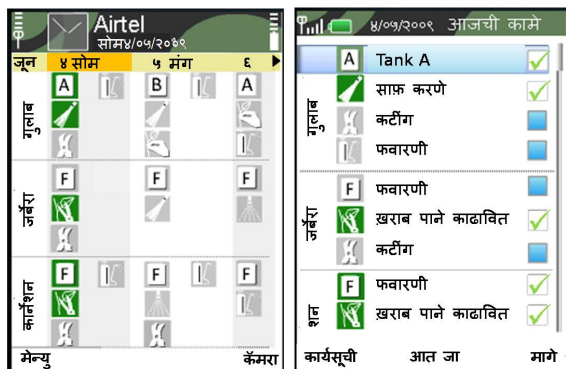 Airtel
सोम४/०५/२०७९
जून ४ सोम ५ मंग ६
A B A
गुलाब
F F F
जर्बेरा
F F F
कार्नेशन
मेन्यु कॅमरा
४/०५/२००९ आजची कामे
A Tank A
साफ़ करणे
गुलाब
कटींग
फवारणी
F फवारणी
जर्बेरा
ख़राब पाने काढावित
कटींग
F फवारणी
शन
ख़राब पाने काढावित
कार्यसूची आत जा मागे